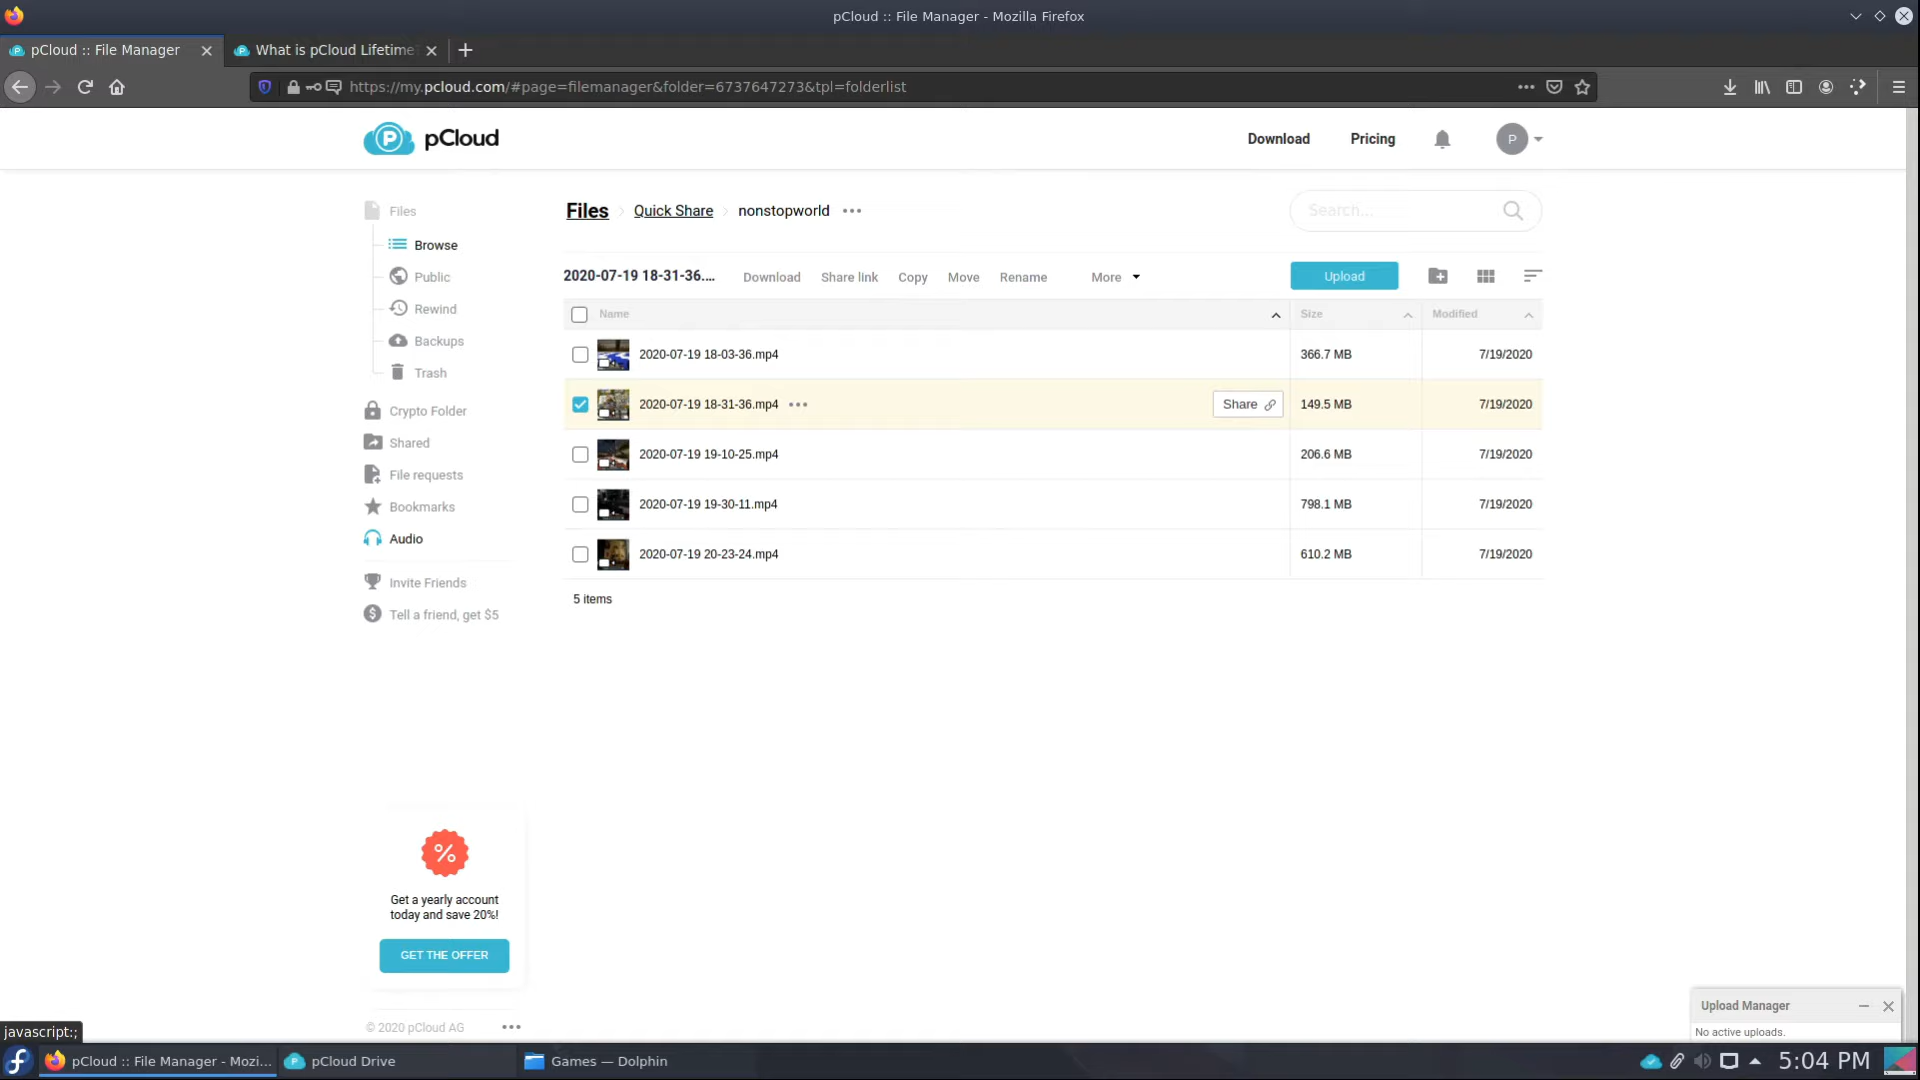 pCloud :: File Manager - Mozilla Firefox
pCloud :: File Manager
What is pCloud Lifetime
https://my.pcloud.com/#page=filemanager&folder=6737647273&tpl=folderlist
P pCloud
Download
Pricing
P
Files
Browse
Public
Rewind
Backups
Trash
Crypto Folder
Shared
File requests
Bookmarks
Audio
Invite Friends
Tell a friend, get $5
Files
Quick Share
nonstopworld
Search...
2020-07-19 18-31-36....
Download
Share link
Copy
Move
Rename
More
Upload
Name
Size
Modified
2020-07-19 18-03-36.mp4 366.7 MB 7/19/2020
2020-07-19 18-31-36.mp4 Share 149.5 MB 7/19/2020
2020-07-19 19-10-25.mp4 206.6 MB 7/19/2020
2020-07-19 19-30-11.mp4 798.1 MB 7/19/2020
2020-07-19 20-23-24.mp4 610.2 MB 7/19/2020
5 items
%
Get a yearly account
today and save 20%!
GET THE OFFER
© 2020 pCloud AG
Upload Manager
No active uploads.
javascript:;
pCloud :: File Manager - Mozi...
pCloud Drive
Games — Dolphin
5:04 PM